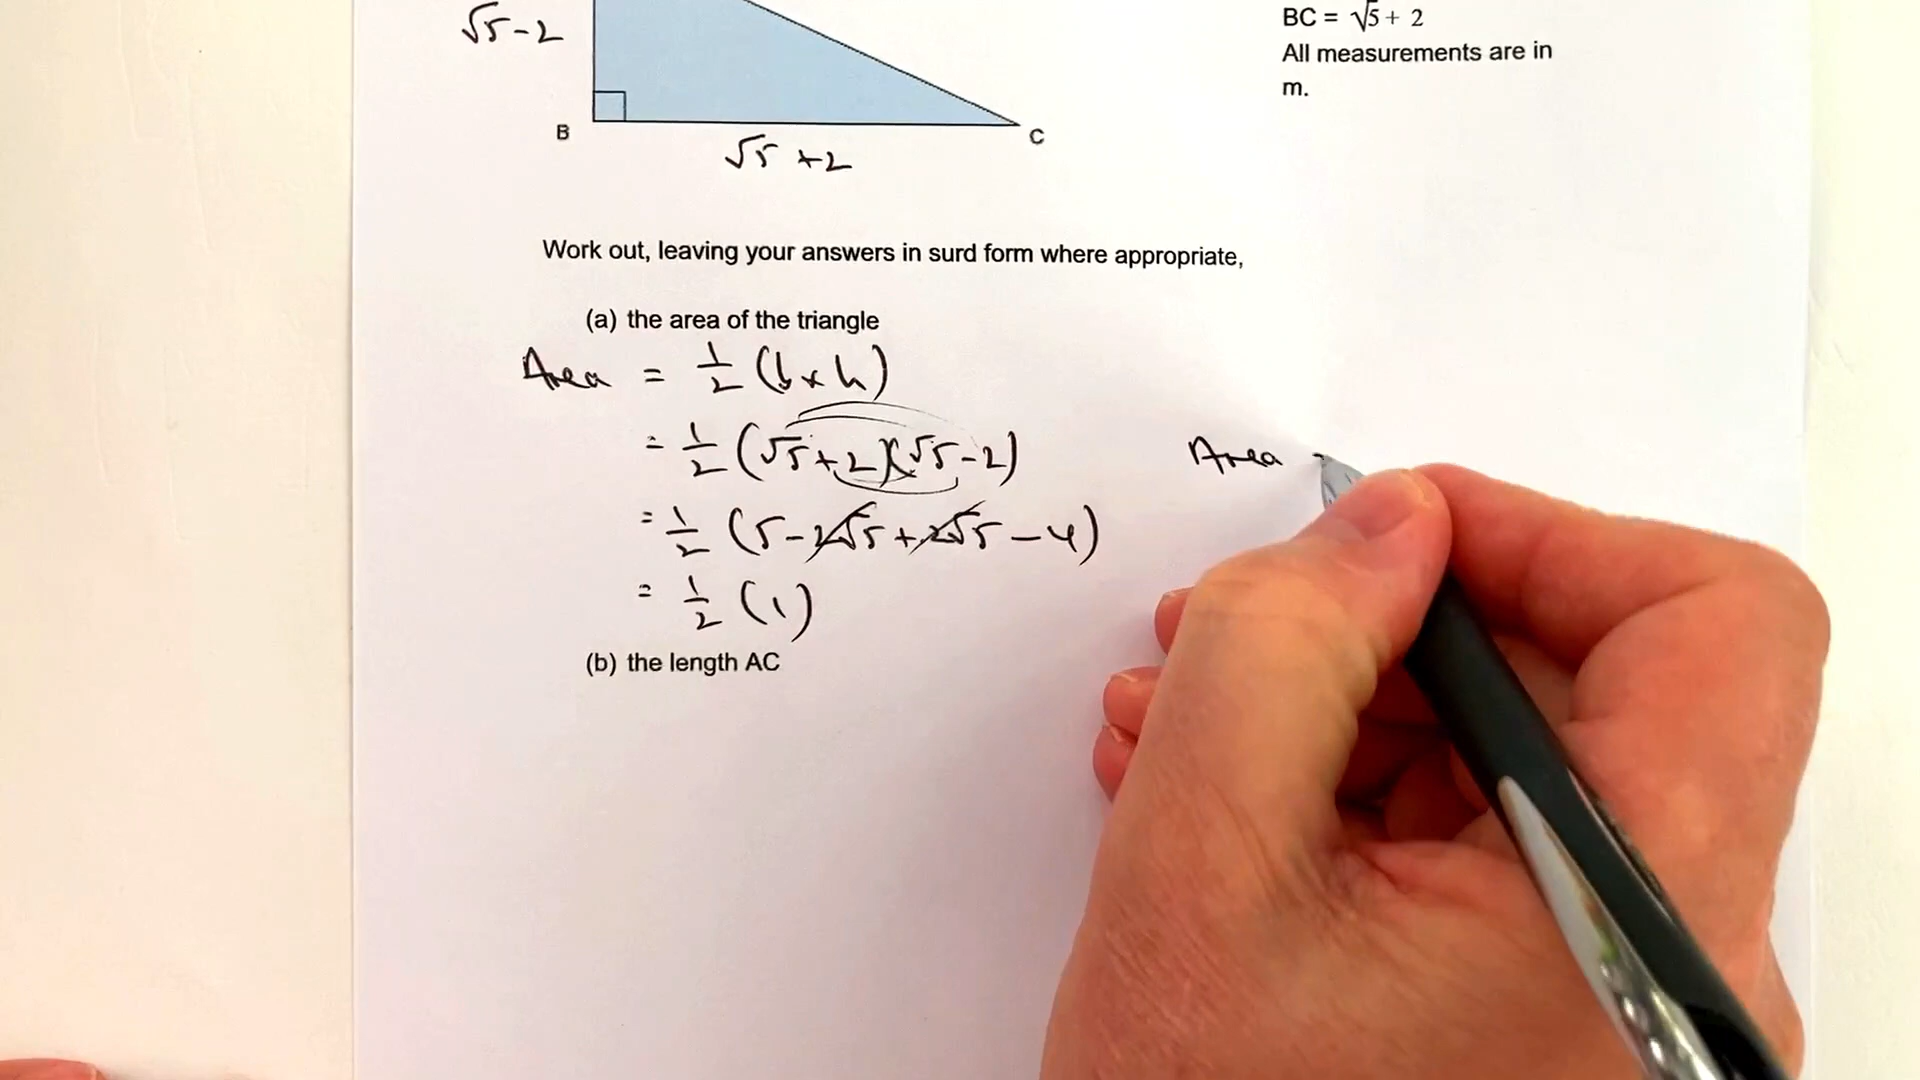 √5 - 2
BC = √5 + 2
All measurements are in
m.
B
C
√5 + 2
Work out, leaving your answers in surd form where appropriate,
(a) the area of the triangle
Area = 1/2 (b × h)
= 1/2 (√5 + 2)(√5 - 2)
Area =
= 1/2 (5 - 2√5 + 2√5 - 4)
= 1/2 (1)
(b) the length AC